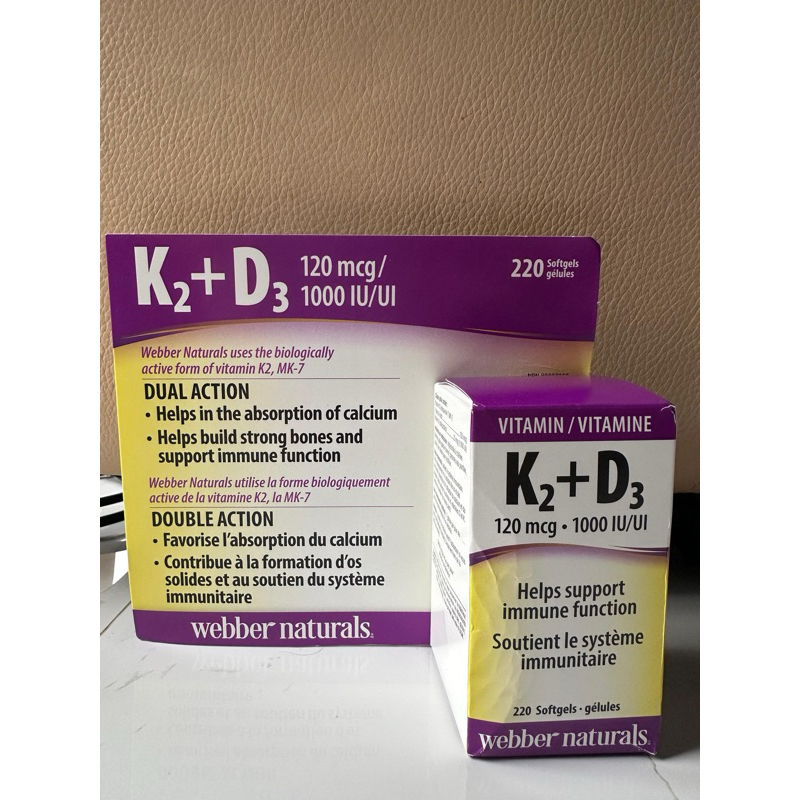 K2+D3
120 mcg/
1000 IU/UI
220 Softgels
gélules
Webber Naturals uses the biologically
active form of vitamin K2, MK-7
DUAL ACTION
• Helps in the absorption of calcium
• Helps build strong bones and
support immune function
Webber Naturals utilise la forme biologiquement
active de la vitamine K2, la MK-7
DOUBLE ACTION
• Favorise l'absorption du calcium
• Contribue à la formation d'os
solides et au soutien du système
immunitaire
webber naturals
VITAMIN / VITAMINE
K2+D3
120 mcg • 1000 IU/UI
Helps support
immune function
Soutient le système
immunitaire
220 Softgels · gélules
webber naturals